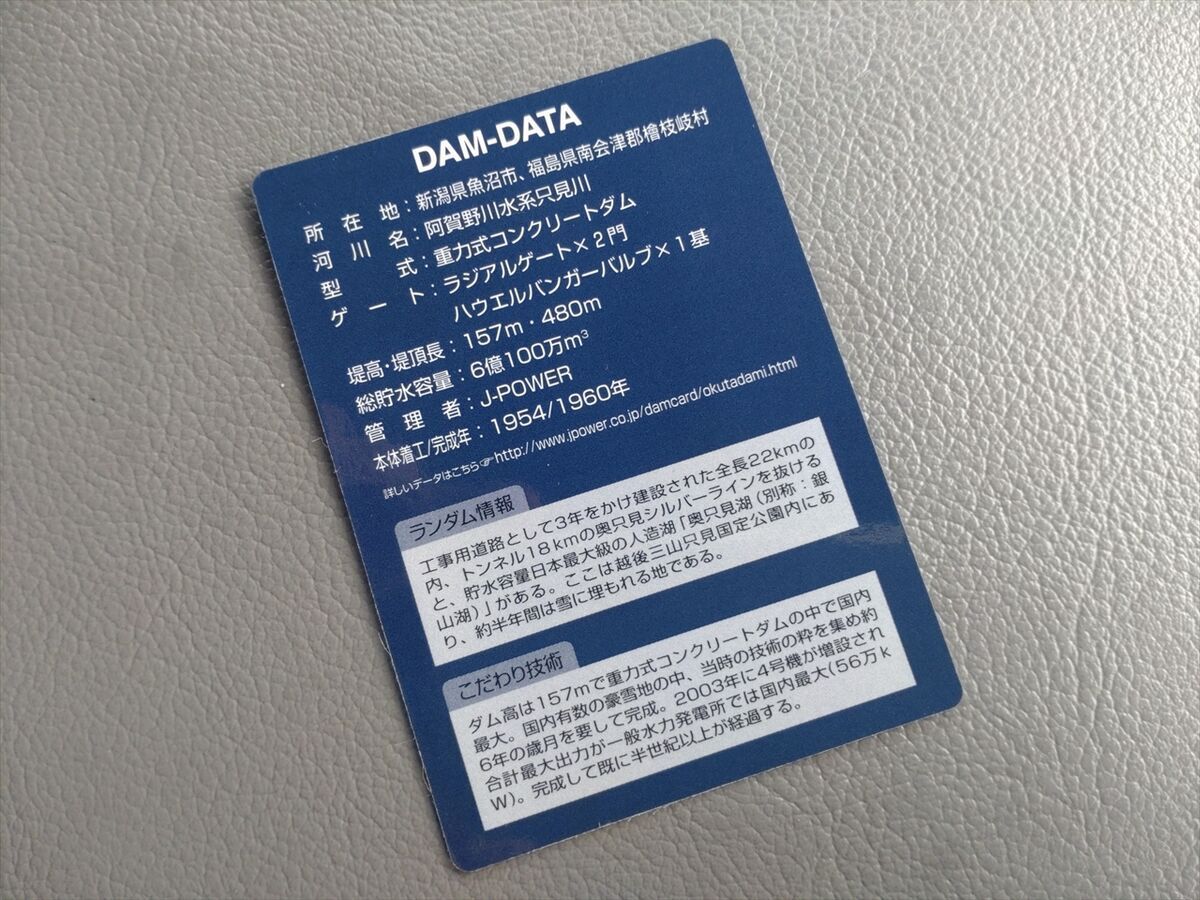 DAM-DATA
所在地：新潟県魚沼市、福島県南会津郡檜枝岐村
河川名：阿賀野川水系只見川
型式：重力式コンクリートダム
ゲート：ラジアルゲート×2門
ハウエルバンガーバルブ×1基
堤高・堤頂長：157m・480m
総貯水容量：6億100万m³
管理者：J-POWER
本体着工/完成年：1954/1960年
詳しいデータはこちら☞http://www.jpower.co.jp/damcard/okutadami.html
ランダム情報
工事用道路として3年をかけ建設された全長22kmの
内、トンネル18kmの奥只見シルバーラインを抜ける
と、貯水容量日本最大級の人造湖「奥只見湖（別称：銀
山湖）」がある。ここは越後三山只見国定公園内にあ
り、約半年間は雪に埋もれる地である。
こだわり技術
ダム高は157mで重力式コンクリートダムの中で国内
最大。国内有数の豪雪地の中、当時の技術の粋を集め約
6年の歳月を要して完成。2003年に4号機が増設され
合計最大出力が一般水力発電所では国内最大（56万k
W）。完成して既に半世紀以上が経過する。